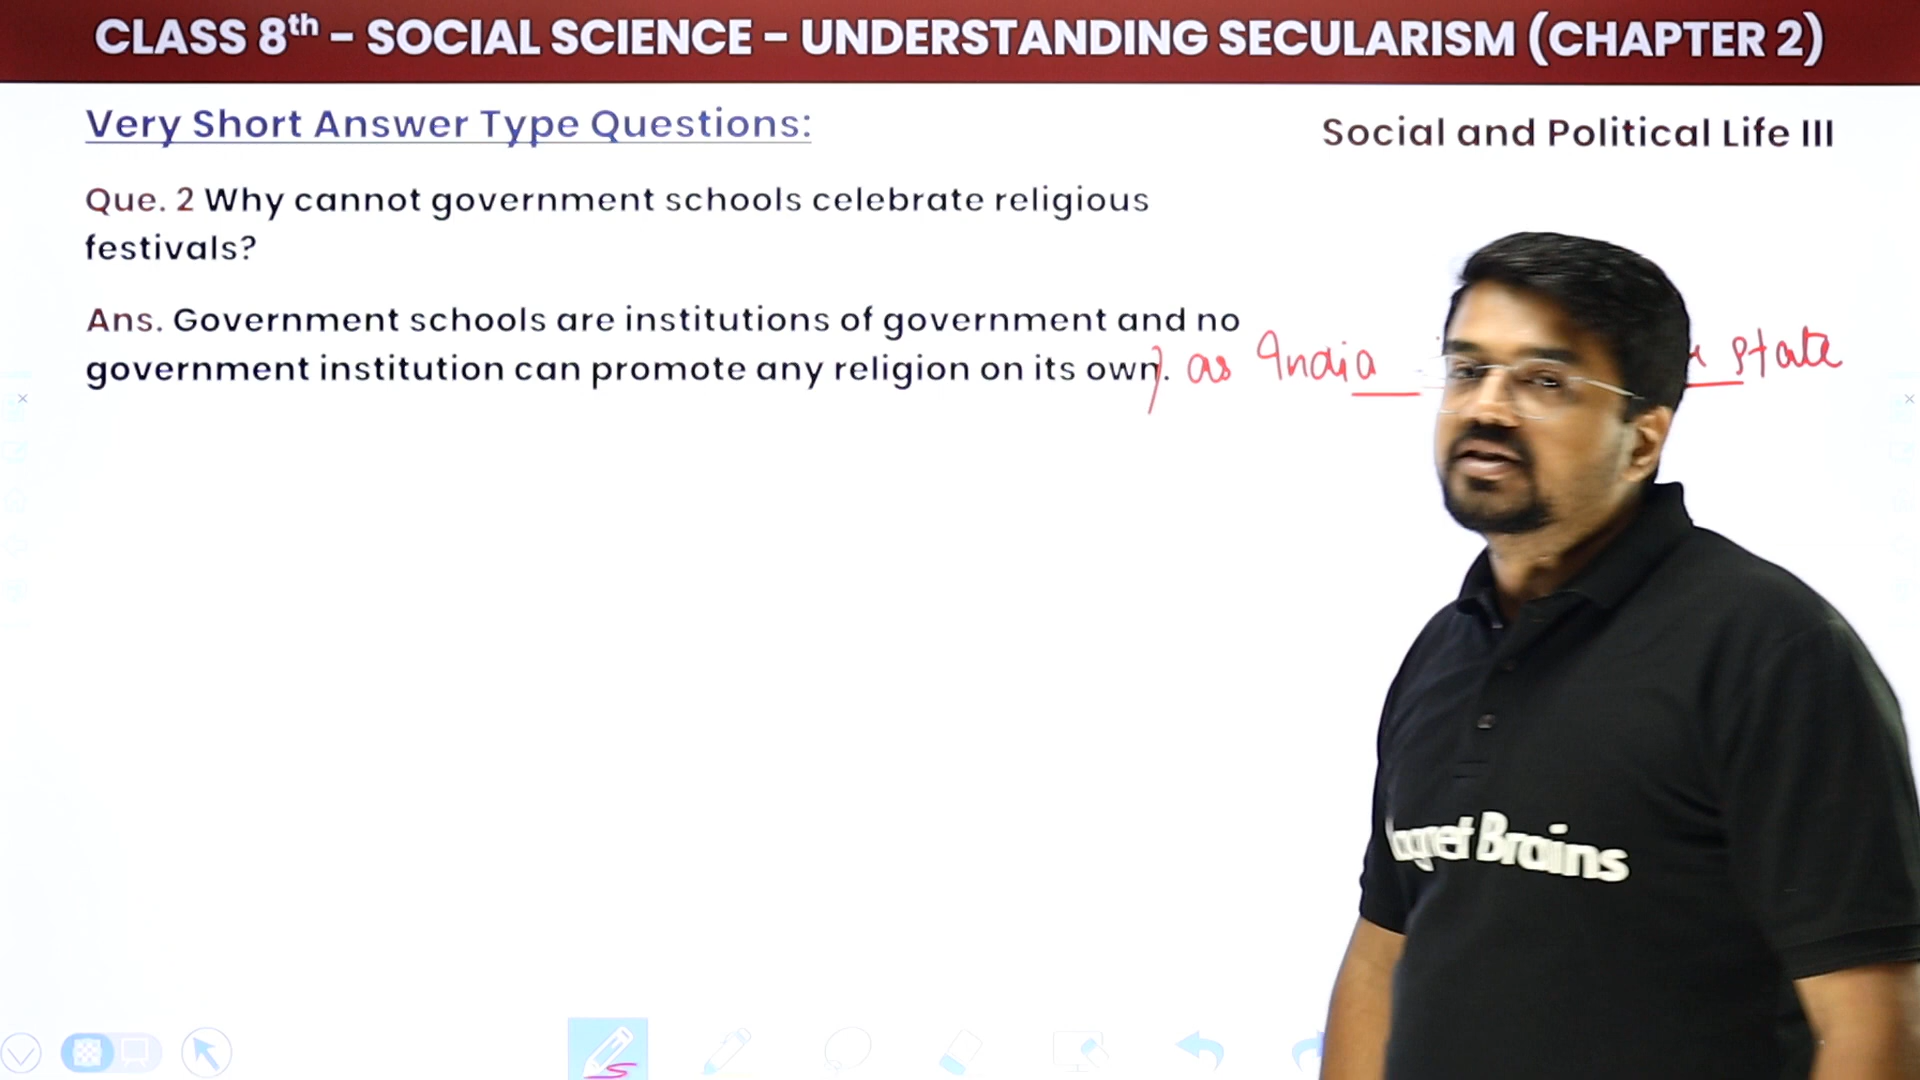 CLASS 8th – SOCIAL SCIENCE – UNDERSTANDING SECULARISM (CHAPTER 2)
Very Short Answer Type Questions:
Social and Political Life III
Que. 2 Why cannot government schools celebrate religious
festivals?
Ans. Government schools are institutions of government and no
government institution can promote any religion on its own.
, as India
state
Brains